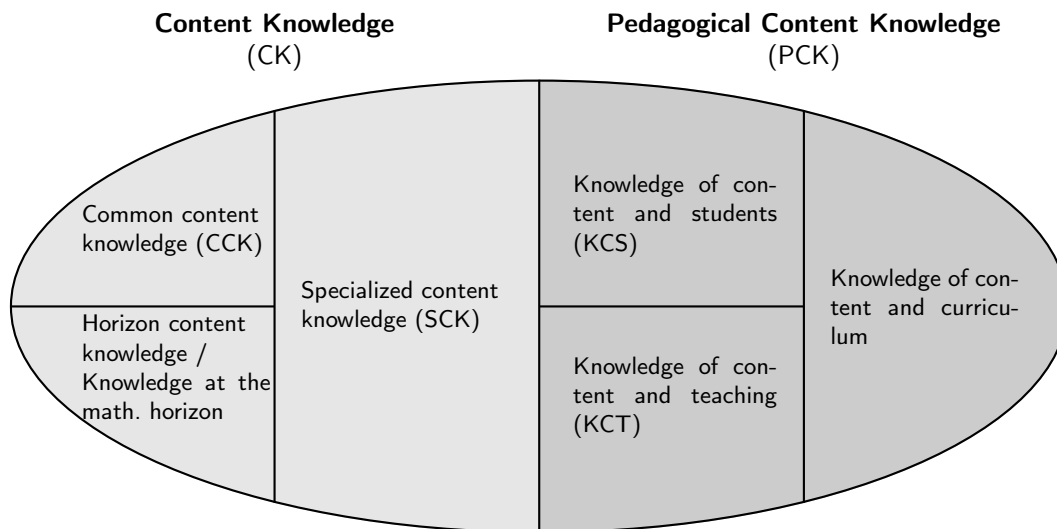 Content Knowledge
(CK)
Pedagogical Content Knowledge
(PCK)
Common content
knowledge (CCK)
Horizon content
knowledge /
Knowledge at the
math. horizon
Specialized content
knowledge (SCK)
Knowledge of con-
tent and students
(KCS)
Knowledge of con-
tent and teaching
(KCT)
Knowledge of con-
tent and curricu-
lum